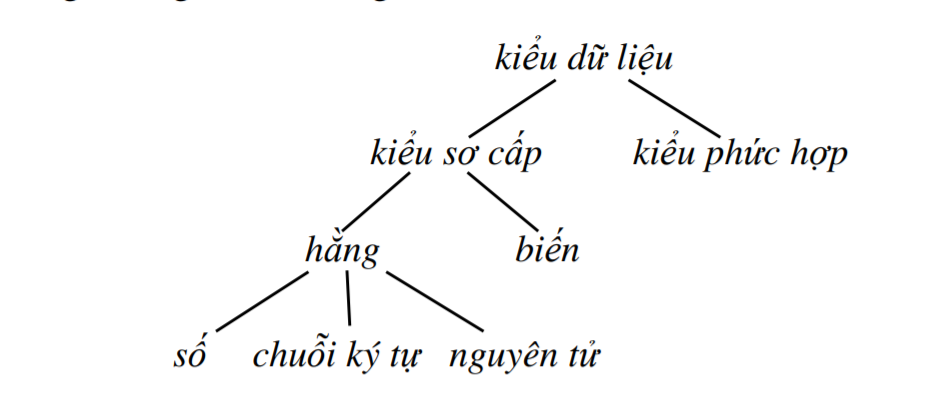 kiểu dữ liệu
kiểu sơ cấp kiểu phức hợp
hằng biến
số chuỗi ký tự nguyên tử